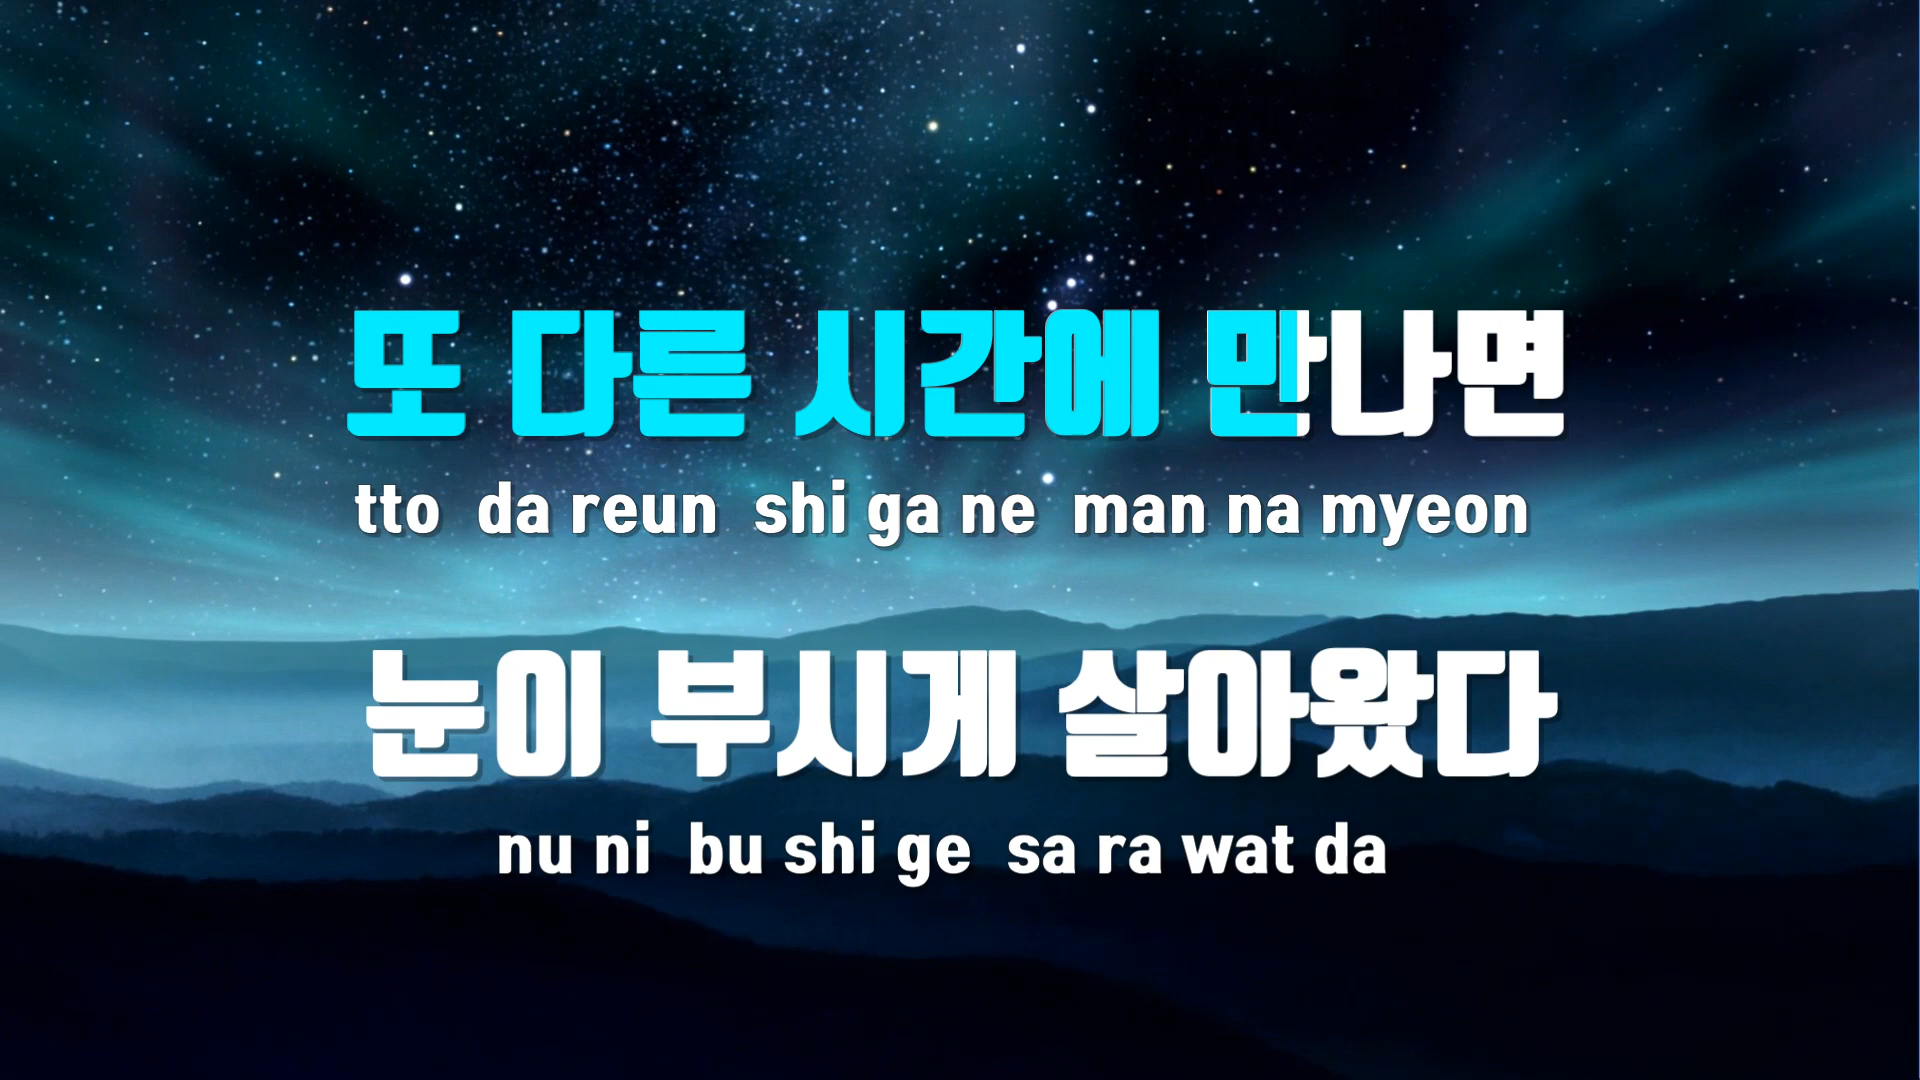 또 다른 시간에 만나면
tto da reun shi ga ne man na myeon
눈이 부시게 살아왔다
nu ni bu shi ge sa ra wat da